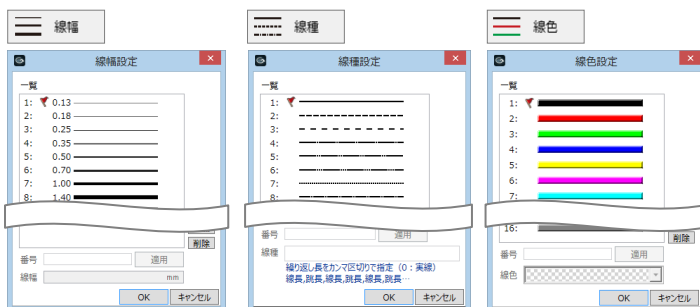 線幅
線幅設定
一覧
1: 0.13
2: 0.18
3: 0.25
4: 0.35
5: 0.50
6: 0.70
7: 1.00
8: 1.40
削除
番号
適用
線幅
mm
OK
キャンセル
線種
線種設定
一覧
1:
2:
3:
4:
5:
6:
7:
8:
番号
適用
線種
繰り返し長をカンマ区切りで指定（0：実線）
線長,跳長,線長,跳長,線長,跳長…
OK
キャンセル
線色
線色設定
一覧
1:
2:
3:
4:
5:
6:
7:
16:
削除
番号
適用
線色
OK
キャンセル